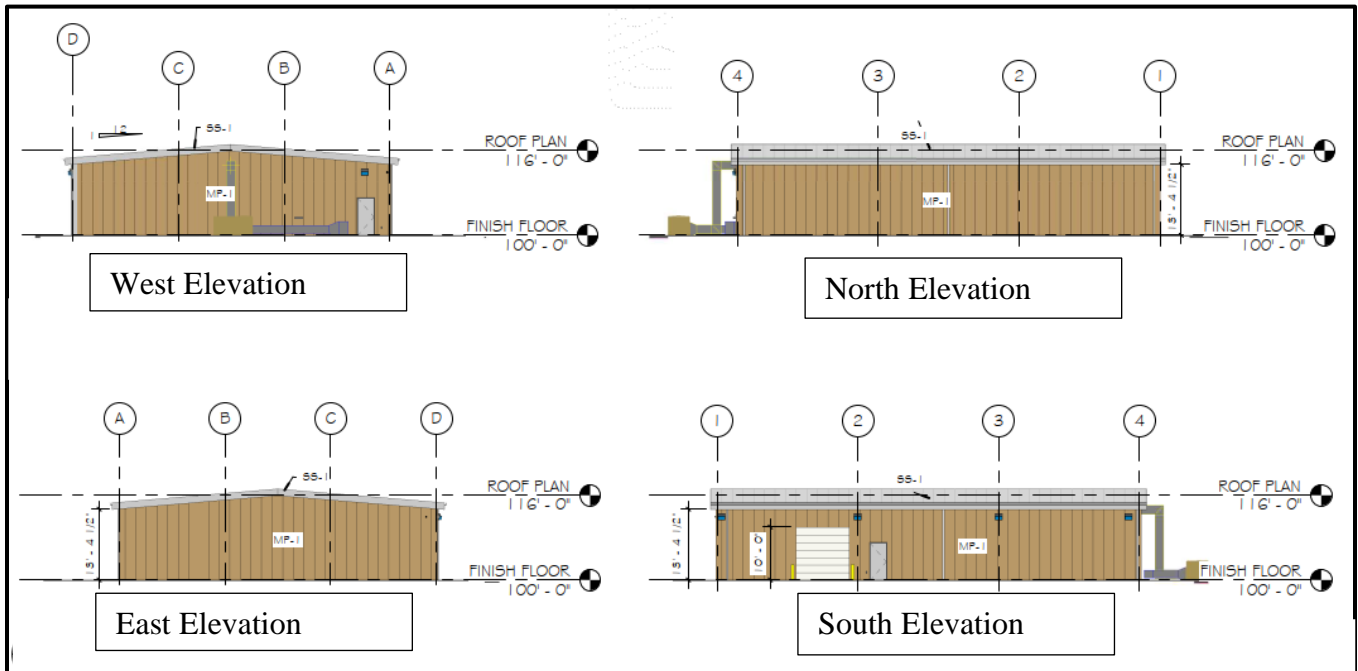 D
C
B
A
1 12
SS-1
ROOF PLAN
116' - 0"
MP-1
FINISH FLOOR
100' - 0"
West Elevation
4
3
2
1
SS-1
ROOF PLAN
116' - 0"
MP-1
13' - 4 1/2"
FINISH FLOOR
100' - 0"
North Elevation
A
B
C
D
SS-1
ROOF PLAN
116' - 0"
13' - 4 1/2"
MP-1
FINISH FLOOR
100' - 0"
East Elevation
1
2
3
4
SS-1
ROOF PLAN
116' - 0"
13' - 4 1/2"
10' - 0"
MP-1
FINISH FLOOR
100' - 0"
South Elevation